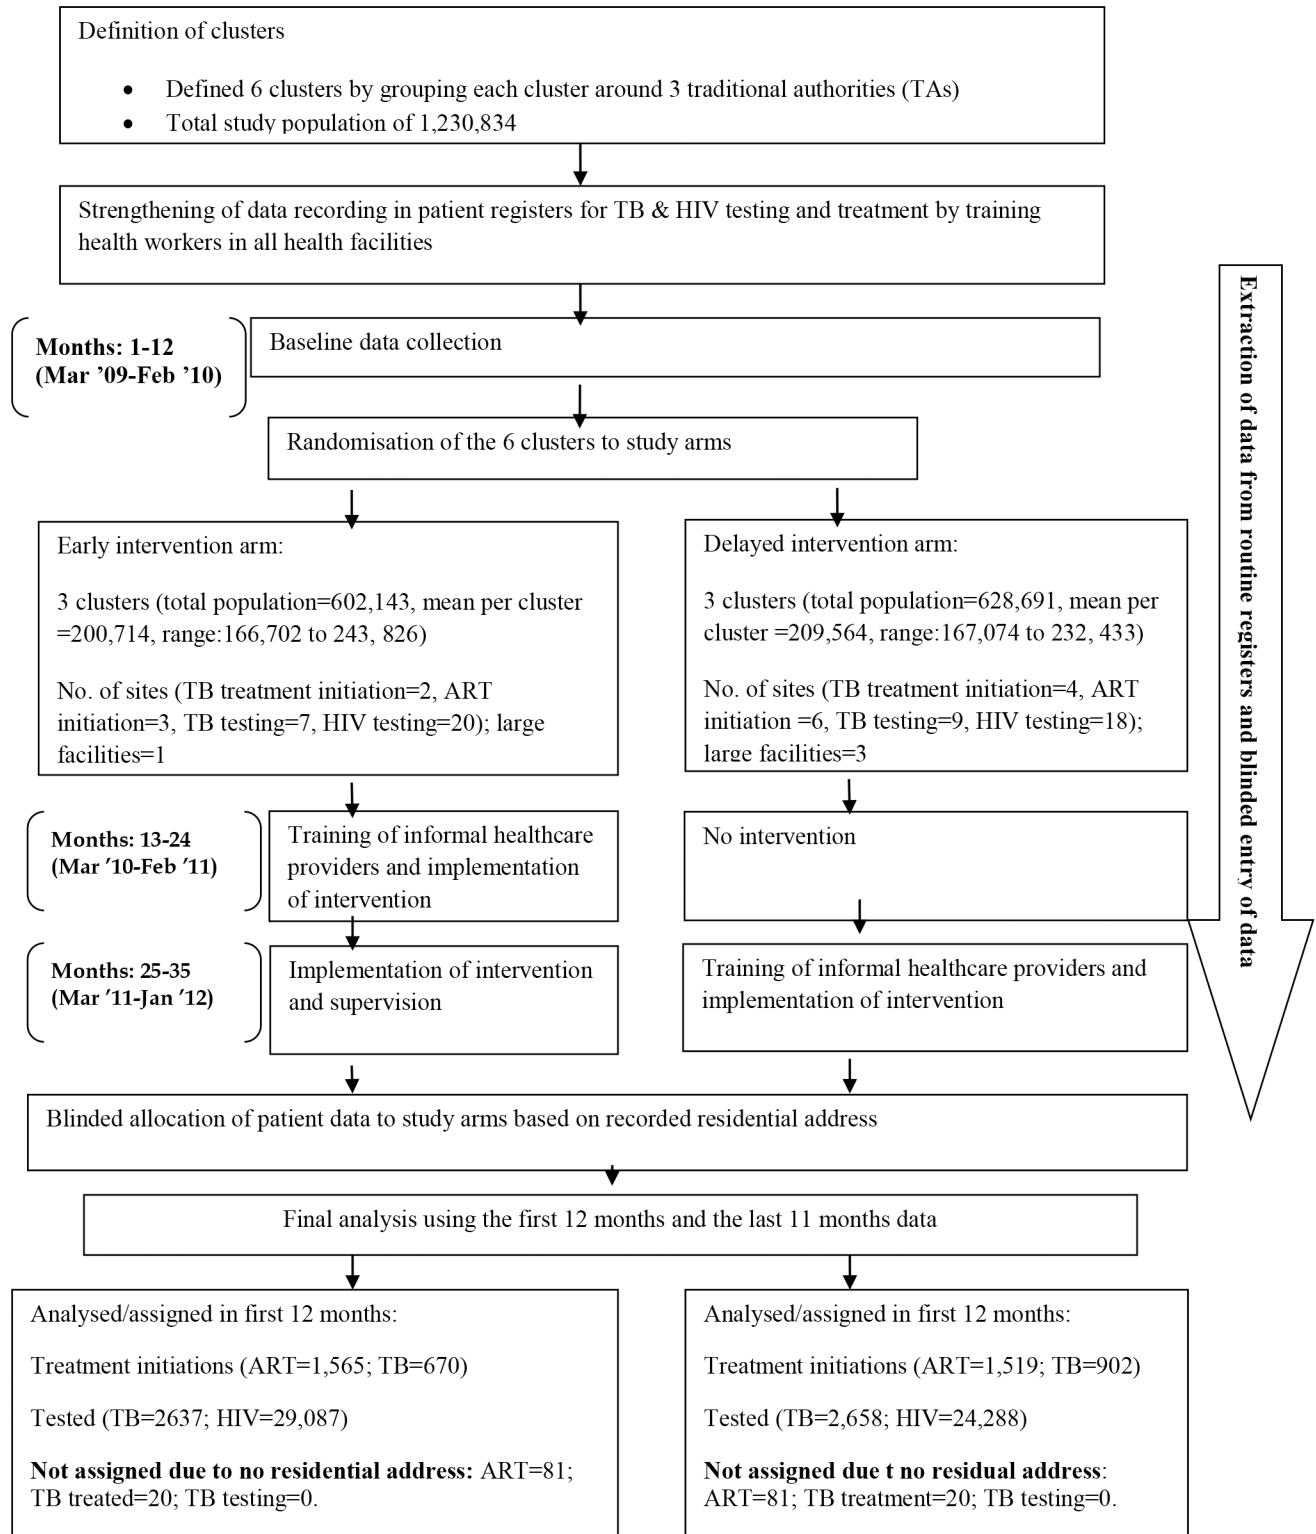 Definition of clusters
• Defined 6 clusters by grouping each cluster around 3 traditional authorities (TAs)
• Total study population of 1,230,834
Strengthening of data recording in patient registers for TB & HIV testing and treatment by training
health workers in all health facilities
Months: 1-12
(Mar ’09-Feb ’10)
Baseline data collection
Randomisation of the 6 clusters to study arms
Early intervention arm:
3 clusters (total population=602,143, mean per cluster
=200,714, range:166,702 to 243, 826)
No. of sites (TB treatment initiation=2, ART
initiation=3, TB testing=7, HIV testing=20); large
facilities=1
Delayed intervention arm:
3 clusters (total population=628,691, mean per
cluster =209,564, range:167,074 to 232, 433)
No. of sites (TB treatment initiation=4, ART
initiation =6, TB testing=9, HIV testing=18);
large facilities=3
Months: 13-24
(Mar ’10-Feb ’11)
Training of informal healthcare
providers and implementation
of intervention
No intervention
Months: 25-35
(Mar ’11-Jan ’12)
Implementation of intervention
and supervision
Training of informal healthcare providers and
implementation of intervention
Extraction of data from routine registers and blinded entry of data
Blinded allocation of patient data to study arms based on recorded residential address
Final analysis using the first 12 months and the last 11 months data
Analysed/assigned in first 12 months:
Treatment initiations (ART=1,565; TB=670)
Tested (TB=2637; HIV=29,087)
Not assigned due to no residential address: ART=81;
TB treated=20; TB testing=0.
Analysed/assigned in first 12 months:
Treatment initiations (ART=1,519; TB=902)
Tested (TB=2,658; HIV=24,288)
Not assigned due t no residual address:
ART=81; TB treatment=20; TB testing=0.